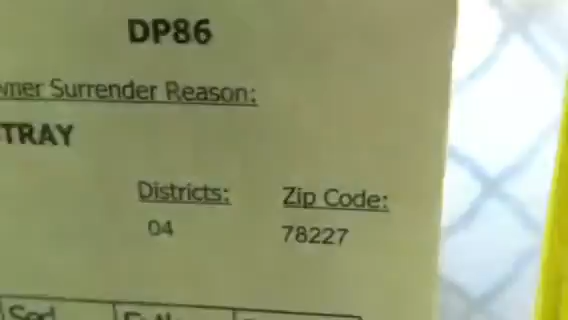 DP86
Surrender Reason:
TRAY
Districts: Zip Code:
04 78227